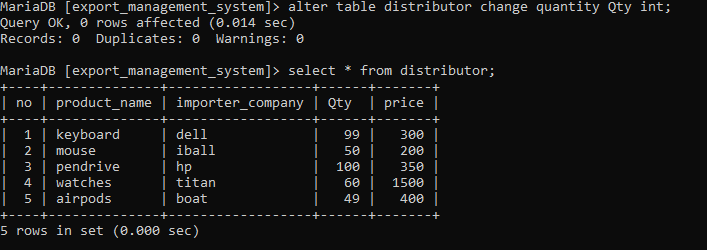 MariaDB [export_management_system]> alter table distributor change quantity Qty int;
Query OK, 0 rows affected (0.014 sec)
Records: 0  Duplicates: 0  Warnings: 0

MariaDB [export_management_system]> select * from distributor;
+----+--------------+------------------+------+-------+
| no | product_name | importer_company | Qty  | price |
+----+--------------+------------------+------+-------+
|  1 | keyboard     | dell             |   99 |   300 |
|  2 | mouse        | iball            |   50 |   200 |
|  3 | pendrive     | hp               |  100 |   350 |
|  4 | watches      | titan            |   60 |  1500 |
|  5 | airpods      | boat             |   49 |   400 |
+----+--------------+------------------+------+-------+
5 rows in set (0.000 sec)